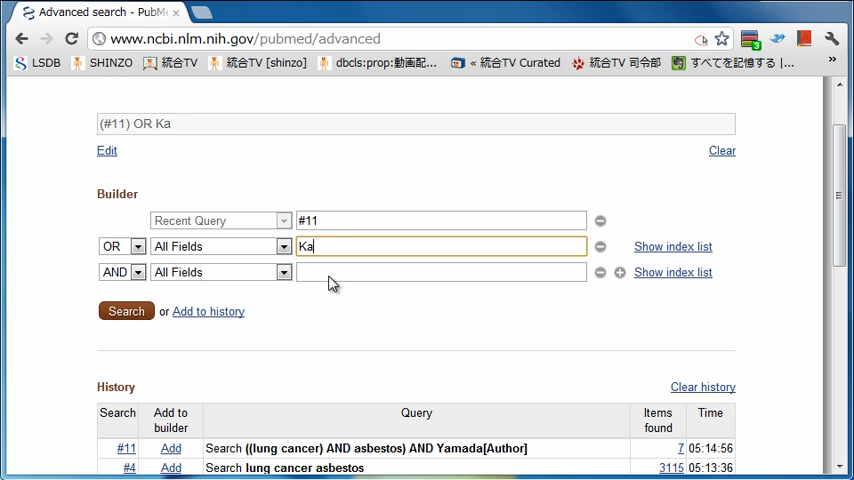 Advanced search - PubMe
www.ncbi.nlm.nih.gov/pubmed/advanced
LSDB SHINZO 統合TV 統合TV [shinzo] dbcls:prop:動画配... « 統合TV Curated 統合TV 司令部 すべてを記憶する | ... »
(#11) OR Ka
Edit Clear
Builder
Recent Query #11
OR All Fields Ka Show index list
AND All Fields Show index list
Search or Add to history
History Clear history
Search Add to builder Query Items found Time
#11 Add Search ((lung cancer) AND asbestos) AND Yamada[Author] 7 05:14:56
#4 Add Search lung cancer asbestos 3115 05:13:36